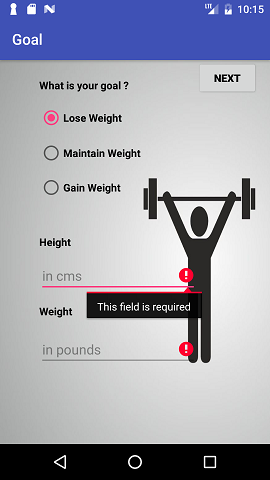 10:15
Goal
What is your goal ?
NEXT
Lose Weight
Maintain Weight
Gain Weight
Height
in cms
This field is required
Weight
in pounds